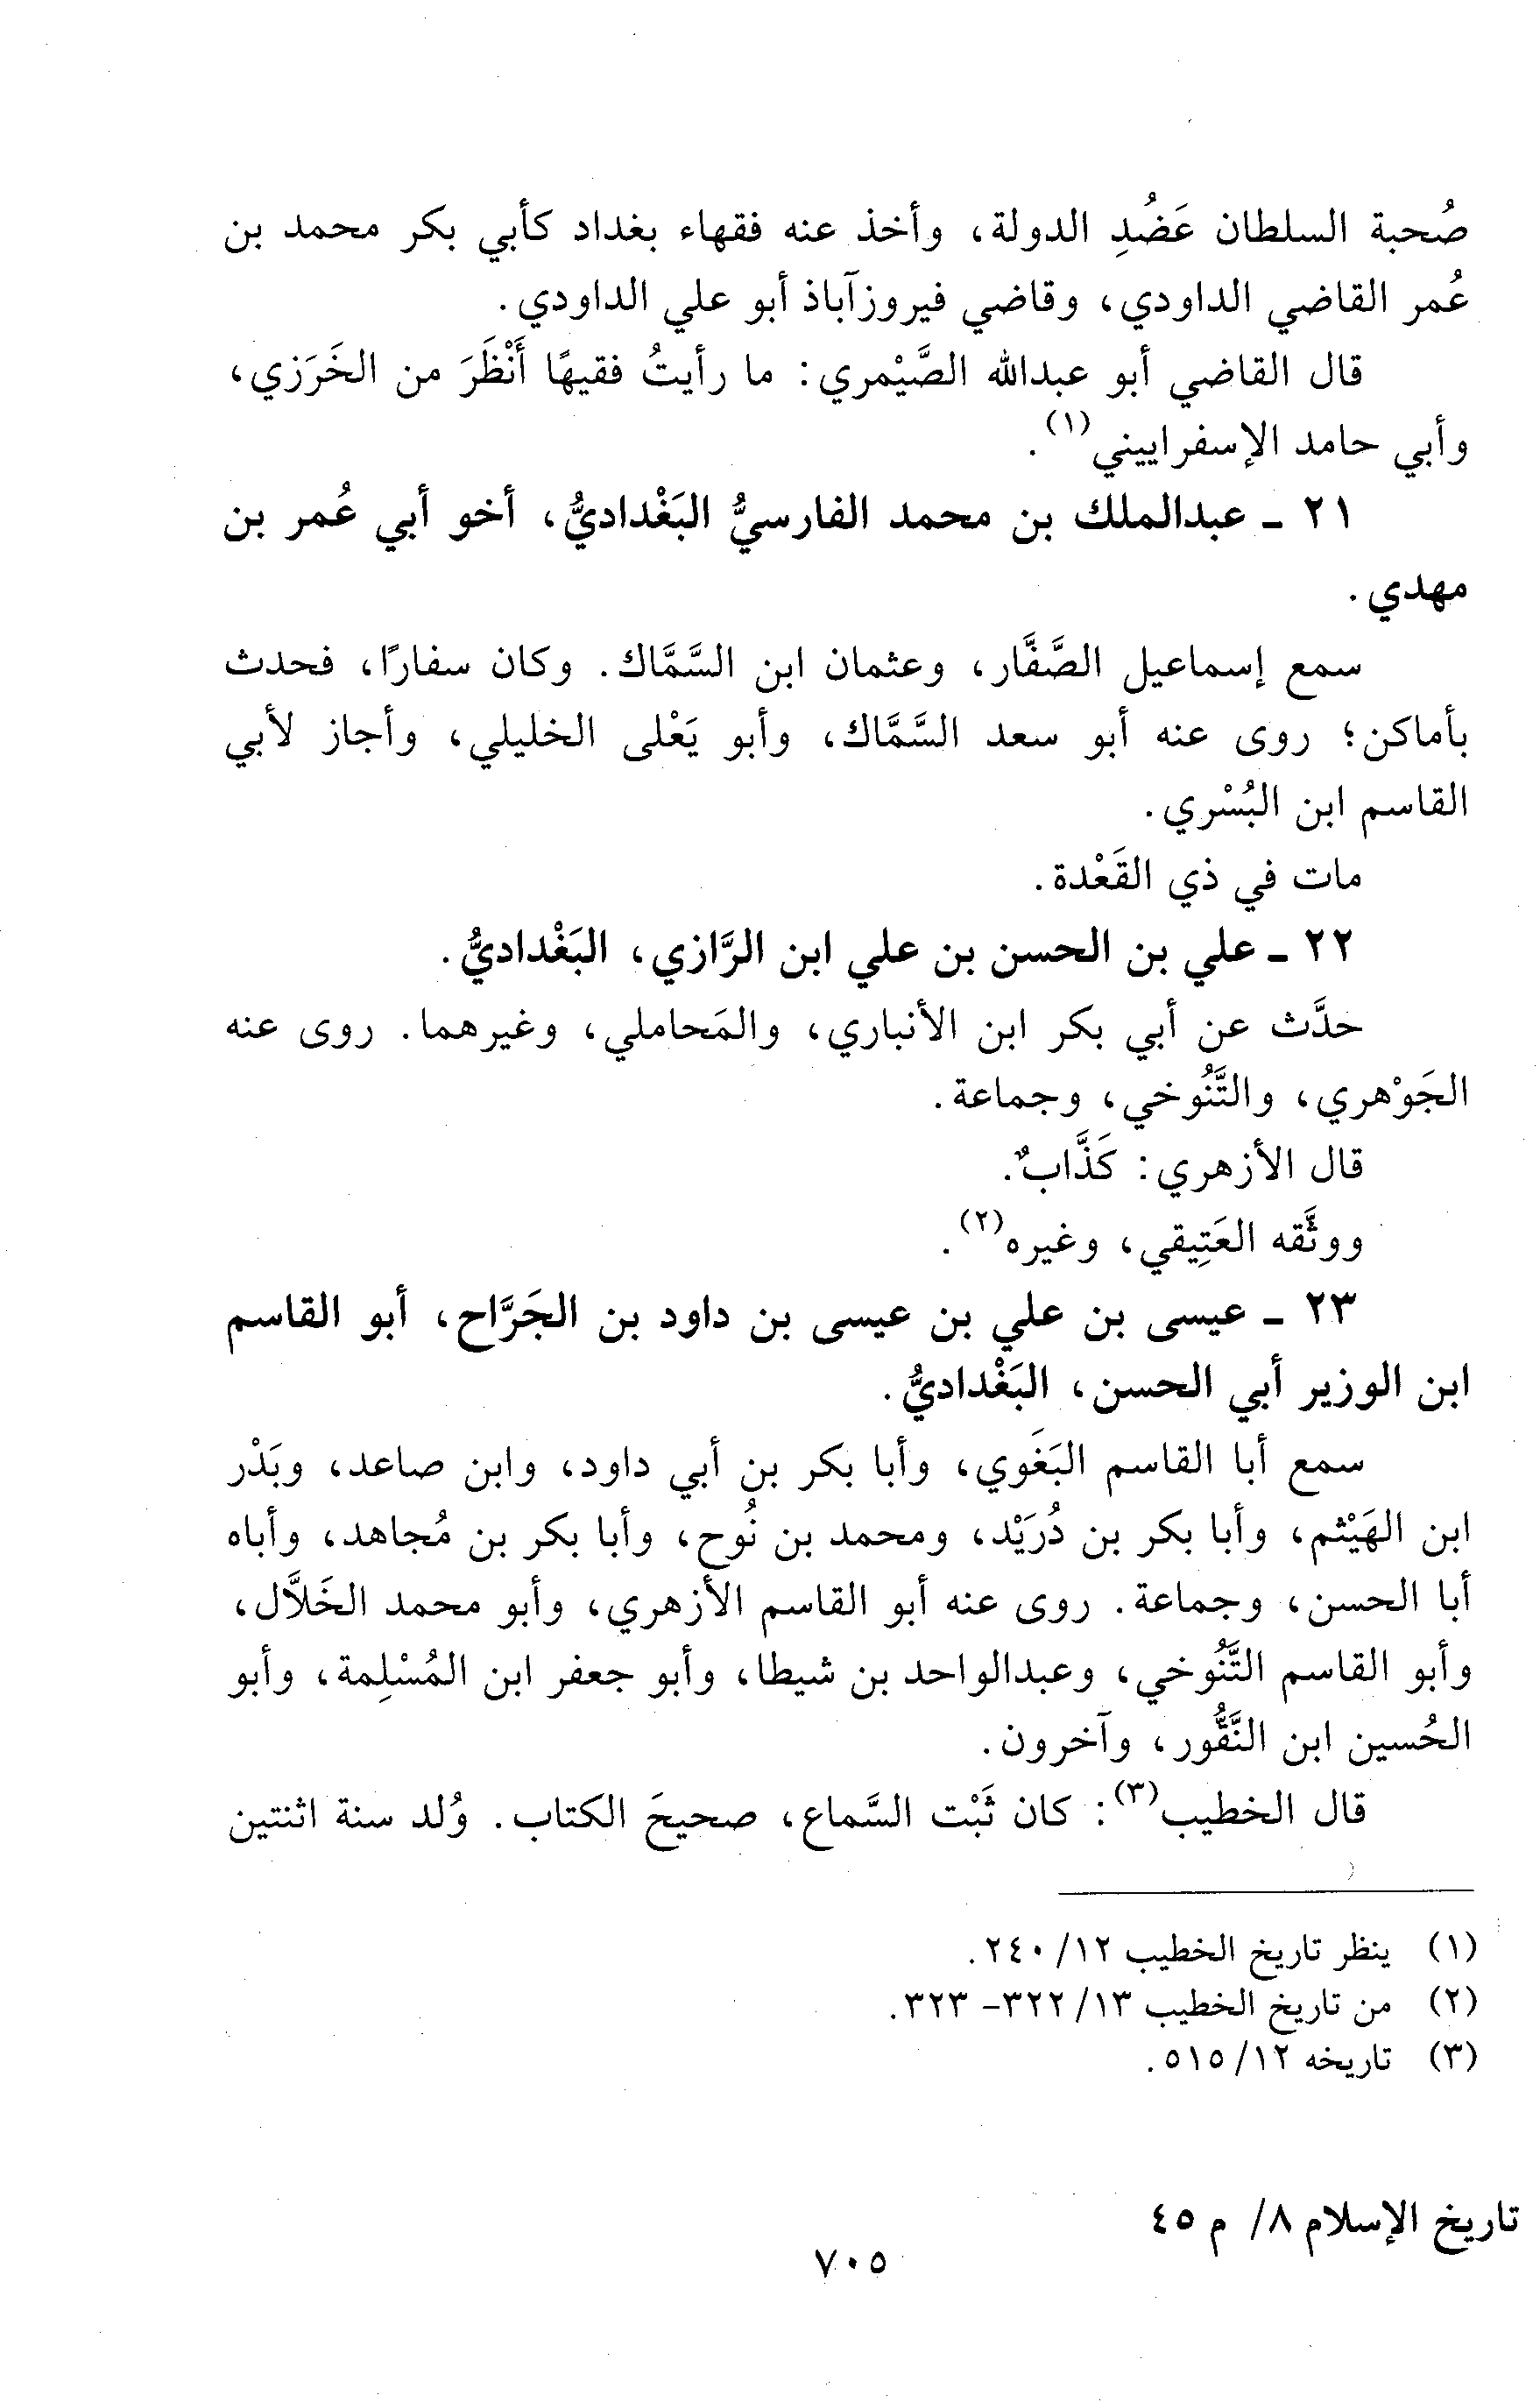 صُحبة السلطان عَضُدِ الدولة، وأخذ عنه فقهاء بغداد كأبي بكر محمد بن
عُمر القاضي الداودي، وقاضي فيروزآباذ أبو علي الداودي.
قال القاضي أبو عبدالله الصَّيْمري: ما رأيتُ فقيهًا أَنْظَرَ من الخَرَزي،
وأبي حامد الإسفراييني(١).
٢١ ـ عبدالملك بن محمد الفارسيُّ البَغْداديُّ، أخو أبي عُمر بن
مهدي.
سمع إسماعيل الصَّفَّار، وعثمان ابن السَّمَّاك. وكان سفارًا، فحدث
بأماكن؛ روى عنه أبو سعد السَّمَّاك، وأبو يَعْلى الخليلي، وأجاز لأبي
القاسم ابن البُسْري.
مات في ذي القَعْدة.
٢٢ ـ علي بن الحسن بن علي ابن الرَّازي، البَغْداديُّ.
حدَّث عن أبي بكر ابن الأنباري، والمَحاملي، وغيرهما. روى عنه
الجَوْهري، والتَّنُوخي، وجماعة.
قال الأزهري: كَذَّابٌ.
ووثَّقه العَتِيقي، وغيره(٢).
٢٣ ـ عيسى بن علي بن عيسى بن داود بن الجَرَّاح، أبو القاسم
ابن الوزير أبي الحسن، البَغْداديُّ.
سمع أبا القاسم البَغَوي، وأبا بكر بن أبي داود، وابن صاعد، وبَدْر
ابن الهَيْثم، وأبا بكر بن دُرَيْد، ومحمد بن نُوح، وأبا بكر بن مُجاهد، وأباه
أبا الحسن، وجماعة. روى عنه أبو القاسم الأزهري، وأبو محمد الخَلاَّل،
وأبو القاسم التَّنُوخي، وعبدالواحد بن شيطا، وأبو جعفر ابن المُسْلِمة، وأبو
الحُسين ابن النَّقُّور، وآخرون.
قال الخطيب(٣): كان ثَبْت السَّماع، صحيحَ الكتاب. وُلد سنة اثنتين
(١) ينظر تاريخ الخطيب ١٢/ ٢٤٠.
(٢) من تاريخ الخطيب ١٣/ ٣٢٢- ٣٢٣.
(٣) تاريخه ١٢/ ٥١٥.
تاريخ الإسلام ٨/ م ٤٥
٧٠٥